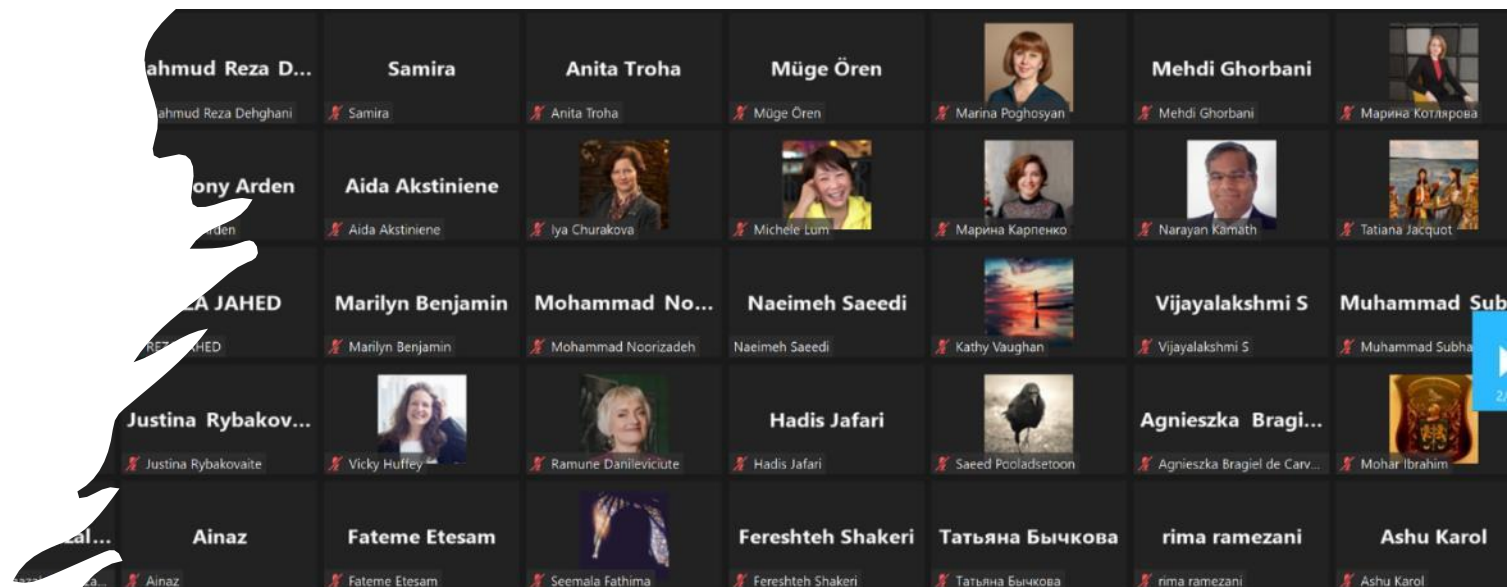 ahmud Reza D... Samira Anita Troha Müge Ören Mehdi Ghorbani
ahmud Reza Dehghani Samira Anita Troha Müge Ören Marina Poghosyan Mehdi Ghorbani Марина Котлярова
ony Arden Aida Akstiniene
rden Aida Akstiniene Iya Churakova Michele Lum Марина Карпенко Narayan Kamath Tatiana Jacquot
ZA JAHED Marilyn Benjamin Mohammad No... Naeimeh Saeedi Vijayalakshmi S Muhammad Sub
Marilyn Benjamin Mohammad Noorizadeh Naeimeh Saeedi Kathy Vaughan Vijayalakshmi S Muhammad Subha
Justina Rybakov... Hadis Jafari Agnieszka Bragi...
Justina Rybakovaite Vicky Huffey Ramune Danileviciute Hadis Jafari Saeed Pooladsetoon Agnieszka Bragiel de Carv... Mohar Ibrahim
zal... Ainaz Fateme Etesam Fereshteh Shakeri Татьяна Бычкова rima ramezani Ashu Karol
Ainaz Fateme Etesam Seemala Fathima Fereshteh Shakeri Татьяна Бычкова rima ramezani Ashu Karol